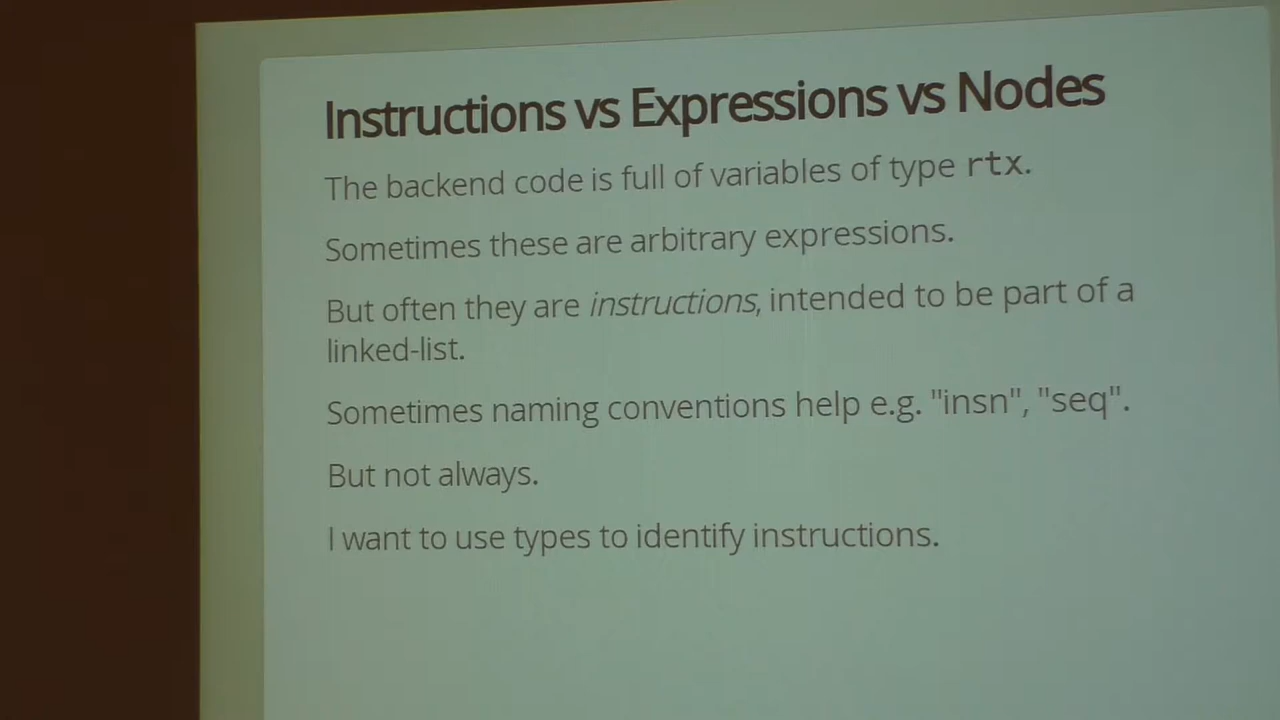 Instructions vs Expressions vs Nodes
The backend code is full of variables of type rtx.
Sometimes these are arbitrary expressions.
But often they are instructions, intended to be part of a
linked-list.
Sometimes naming conventions help e.g. "insn", "seq".
But not always.
I want to use types to identify instructions.